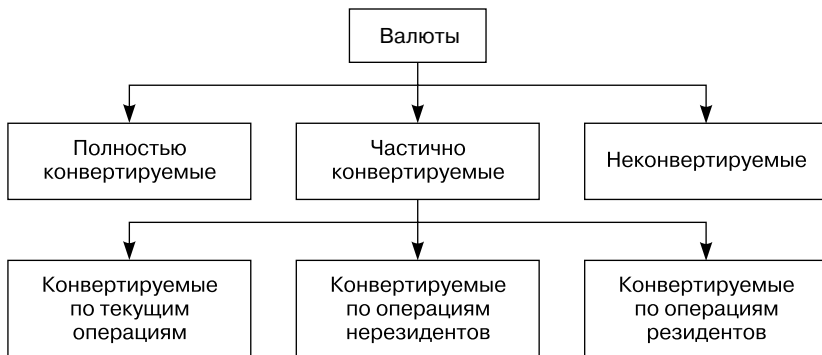 Валюты
Полностью
конвертируемые
Частично
конвертируемые
Неконвертируемые
Конвертируемые
по текущим
операциям
Конвертируемые
по операциям
нерезидентов
Конвертируемые
по операциям
резидентов